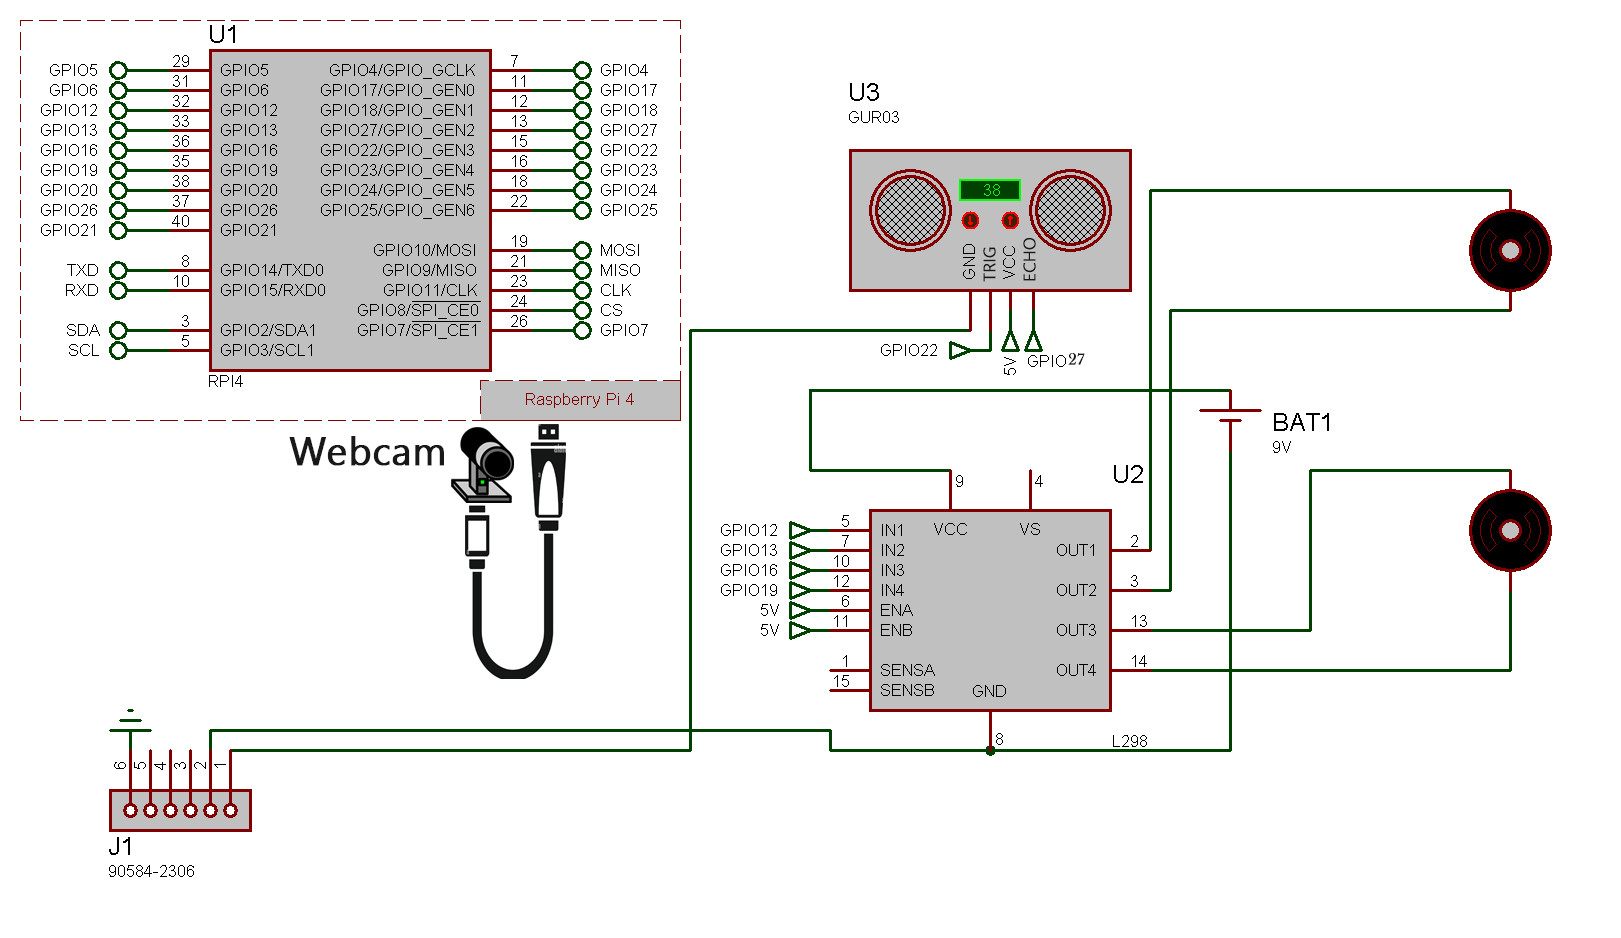 U1
GPIO5 29 GPIO5 GPIO4/GPIO_GCLK 7 GPIO4
GPIO6 31 GPIO6 GPIO17/GPIO_GEN0 11 GPIO17
GPIO12 32 GPIO12 GPIO18/GPIO_GEN1 12 GPIO18
GPIO13 33 GPIO13 GPIO27/GPIO_GEN2 13 GPIO27
GPIO16 36 GPIO16 GPIO22/GPIO_GEN3 15 GPIO22
GPIO19 35 GPIO19 GPIO23/GPIO_GEN4 16 GPIO23
GPIO20 38 GPIO20 GPIO24/GPIO_GEN5 18 GPIO24
GPIO26 37 GPIO26 GPIO25/GPIO_GEN6 22 GPIO25
GPIO21 40 GPIO21
GPIO10/MOSI 19 MOSI
TXD 8 GPIO14/TXD0 GPIO9/MISO 21 MISO
RXD 10 GPIO15/RXD0 GPIO11/CLK 23 CLK
GPIO8/SPI_CE0 24 CS
SDA 3 GPIO2/SDA1 GPIO7/SPI_CE1 26 GPIO7
SCL 5 GPIO3/SCL1
RPI4
Raspberry Pi 4
Webcam
U3
GUR03
38
GND
TRIG
VCC
ECHO
GPIO22
5V
GPIO27
BAT1
9V
U2
9
4
VCC
VS
GPIO12 5 IN1
GPIO13 7 IN2
GPIO16 10 IN3
GPIO19 12 IN4
5V 6 ENA
5V 11 ENB
1 SENSA
15 SENSB
OUT1 2
OUT2 3
OUT3 13
OUT4 14
GND
8
L298
6
5
4
3
2
1
J1
90584-2306